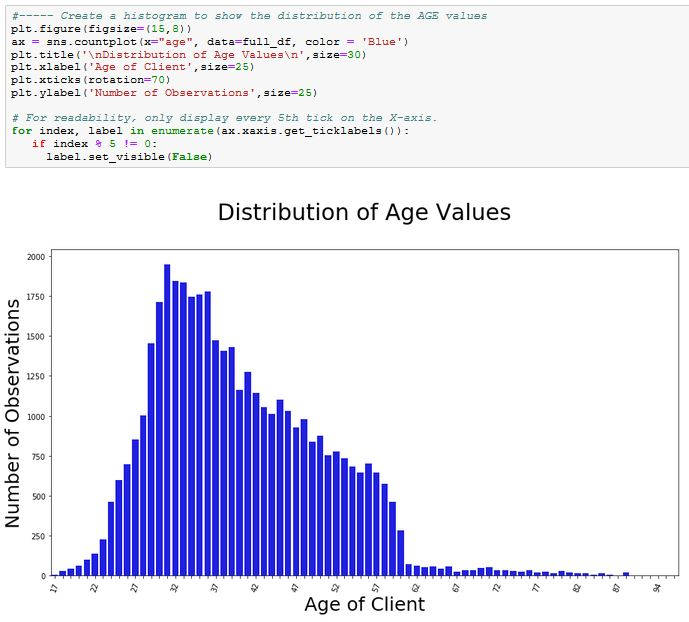 #----- Create a histogram to show the distribution of the AGE values
plt.figure(figsize=(15,8))
ax = sns.countplot(x="age", data=full_df, color = 'Blue')
plt.title('\nDistribution of Age Values\n',size=30)
plt.xlabel('Age of Client',size=25)
plt.xticks(rotation=70)
plt.ylabel('Number of Observations',size=25)
# For readability, only display every 5th tick on the X-axis.
for index, label in enumerate(ax.xaxis.get_ticklabels()):
if index % 5 != 0:
label.set_visible(False)
Distribution of Age Values
Number of Observations
2000
1750
1500
1250
1000
750
500
250
0
17 22 27 32 37 42 47 52 57 62 67 72 77 82 87 94
Age of Client